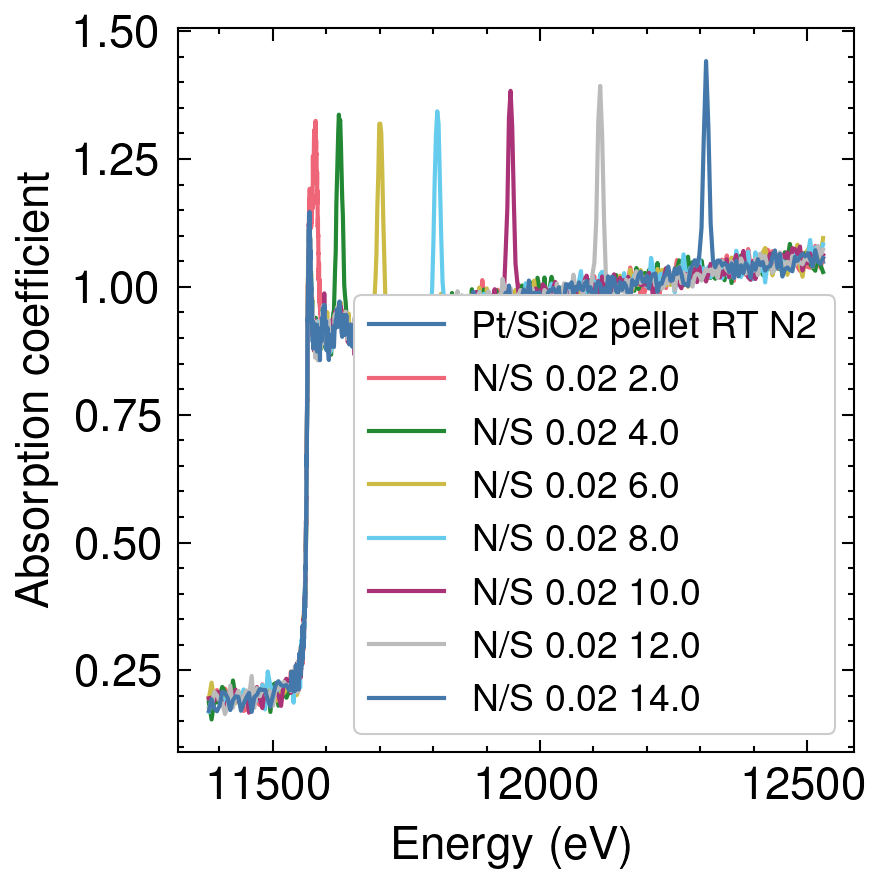 1.50
1.25
1.00
0.75
0.50
0.25
Absorption coefficient
Pt/SiO2 pellet RT N2
N/S 0.02 2.0
N/S 0.02 4.0
N/S 0.02 6.0
N/S 0.02 8.0
N/S 0.02 10.0
N/S 0.02 12.0
N/S 0.02 14.0
11500 12000 12500
Energy (eV)